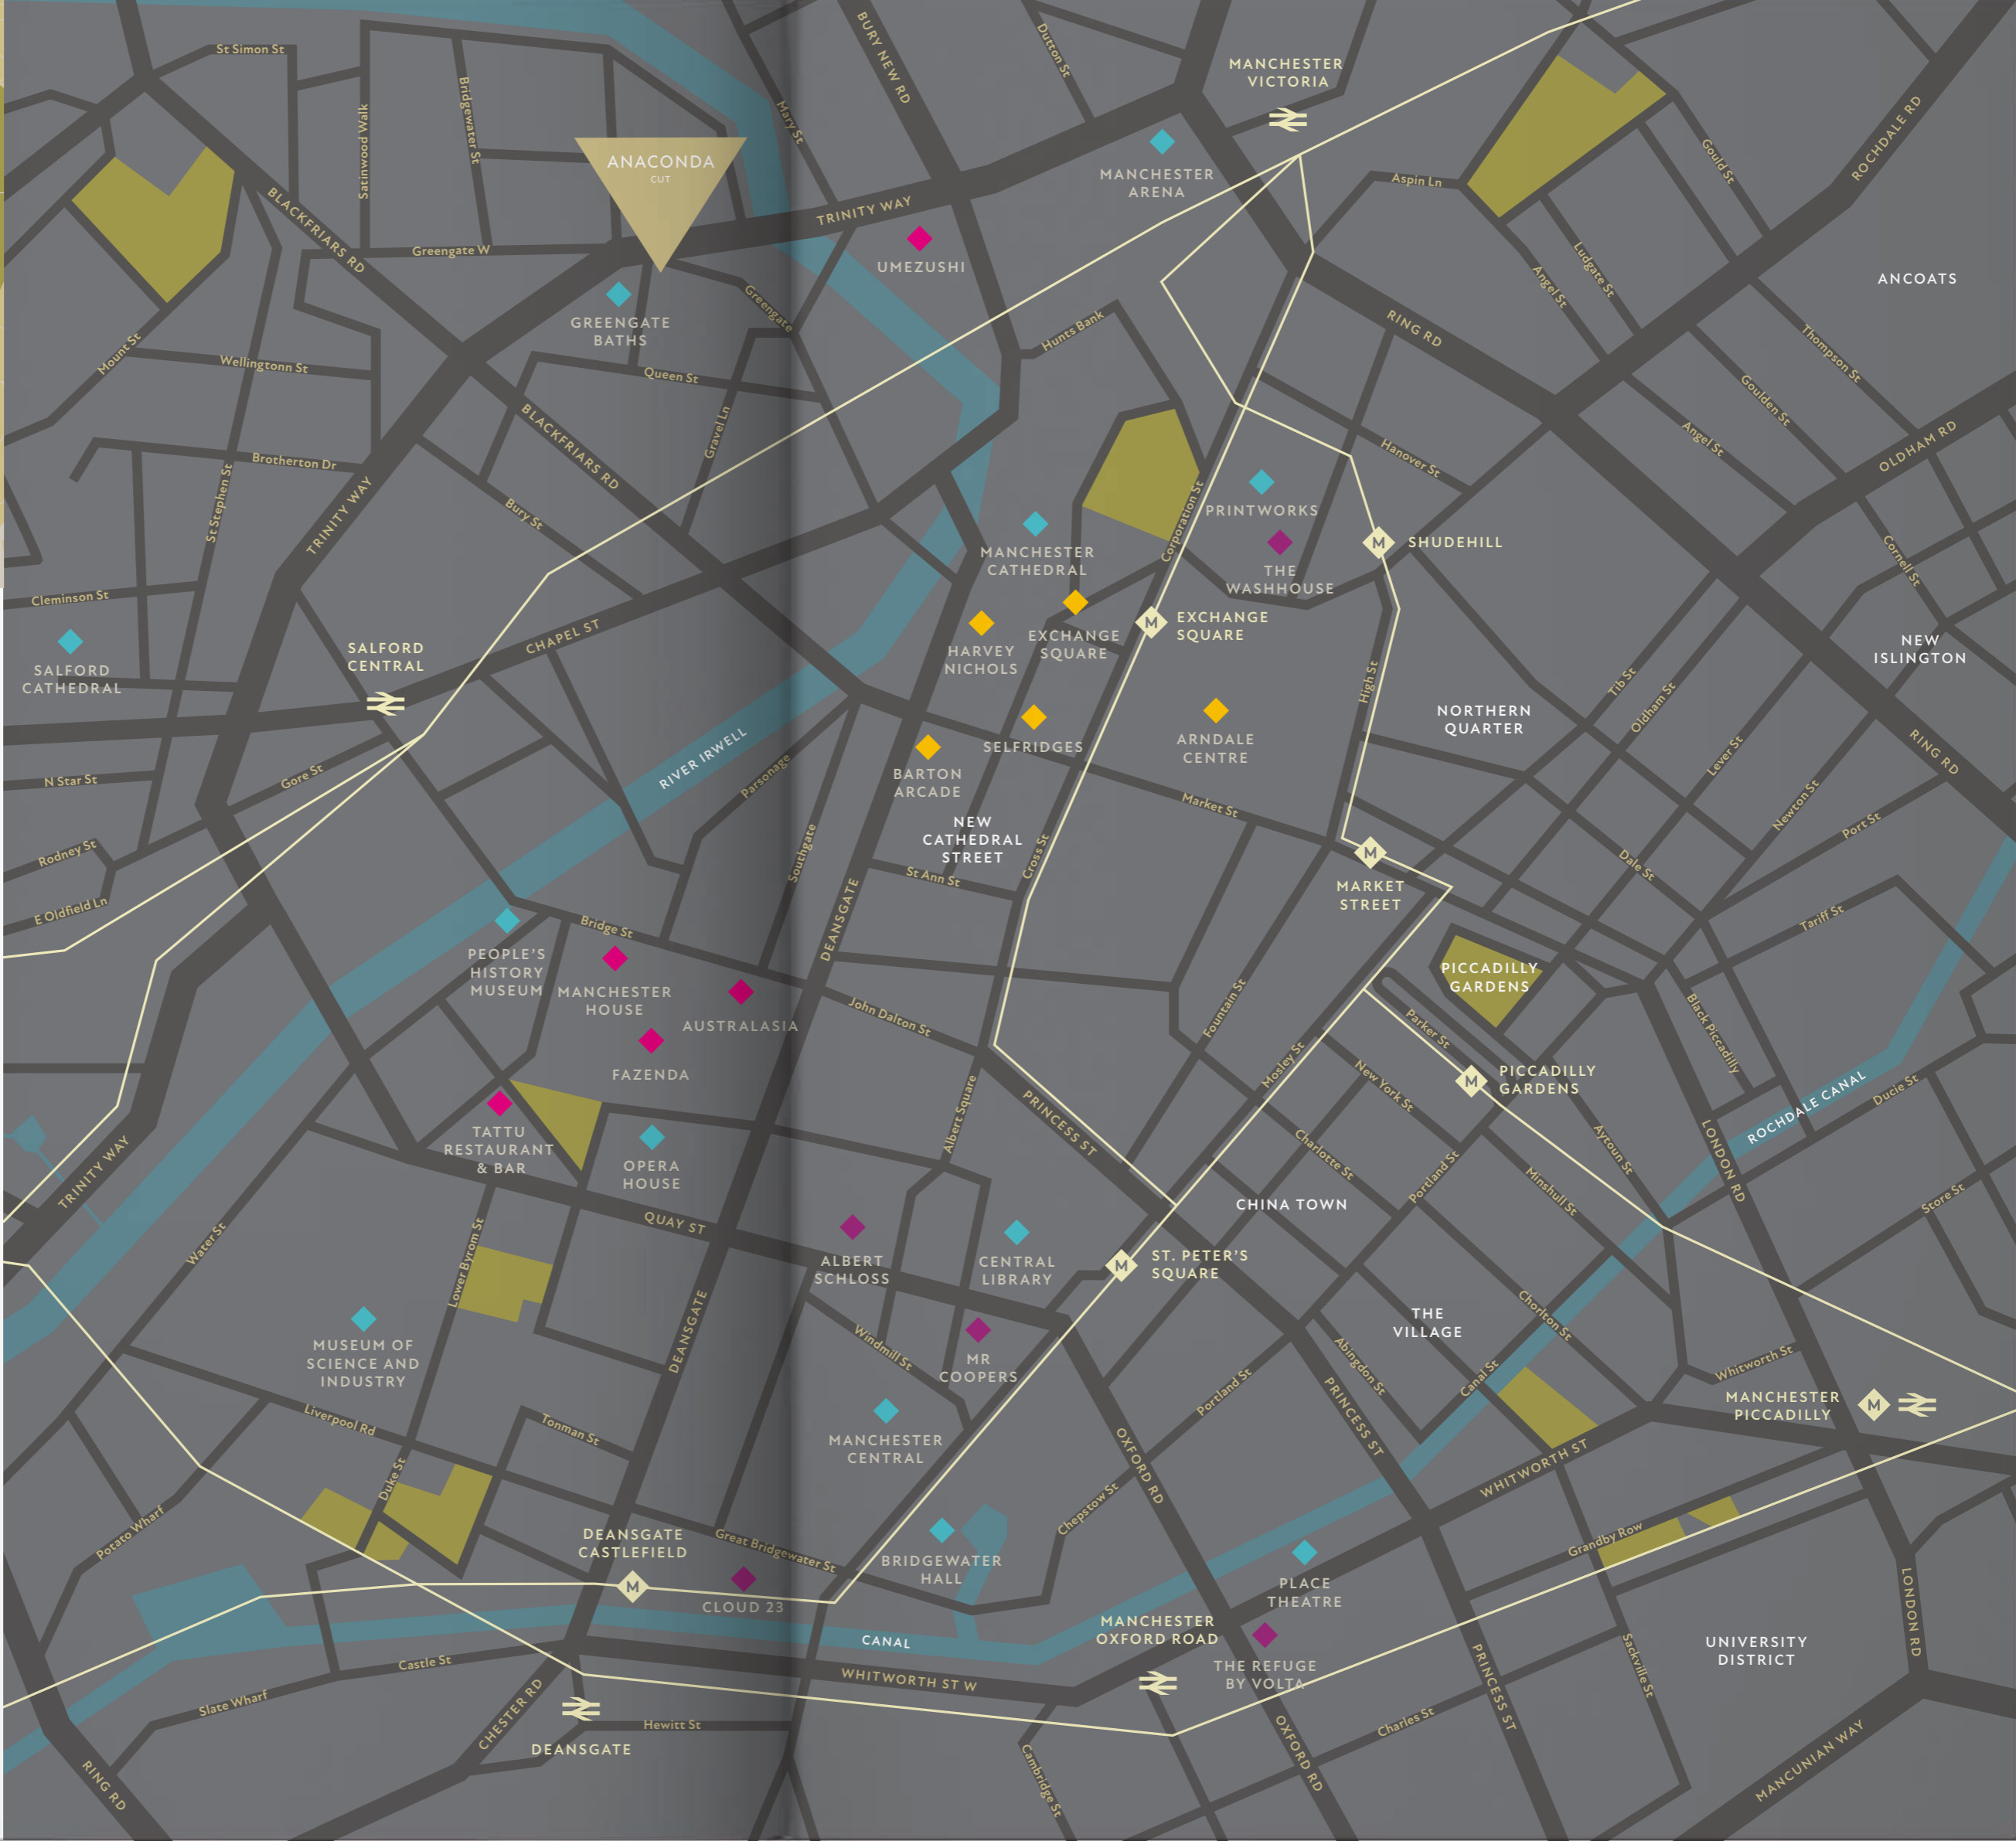 St Simon St
Satinwood Walk
Bridgewater St
Mary St
BURY NEW RD
Dutton St
MANCHESTER
VICTORIA
ROCHDALE RD
Gould St
ANACONDA
CUT
MANCHESTER
ARENA
Aspin Ln
BLACKFRIARS RD
TRINITY WAY
Greengate W
UMEZUSHI
Angel St
Ludgate St
ANCOATS
GREENGATE
BATHS
Greengate
Hunts Bank
RING RD
Thompson St
Mount St
Wellingtonn St
Queen St
Goulden St
BLACKFRIARS RD
Gravel Ln
Hanover St
Angel St
OLDHAM RD
Brotherton Dr
St Stephen St
TRINITY WAY
Bury St
Corporation St
PRINTWORKS
MANCHESTER
CATHEDRAL
THE
WASHHOUSE
M
SHUDEHILL
Cornell St
Cleminson St
SALFORD
CATHEDRAL
SALFORD
CENTRAL
CHAPEL ST
HARVEY
NICHOLS
EXCHANGE
SQUARE
M
EXCHANGE
SQUARE
NEW
ISLINGTON
High St
Tib St
Oldham St
NORTHERN
QUARTER
RIVER IRWELL
SELFRIDGES
ARNDALE
CENTRE
Lever St
RING RD
N Star St
Gore St
Parsonage
BARTON
ARCADE
Market St
Newton St
Port St
NEW
CATHEDRAL
STREET
Rodney St
Southgate
St Ann St
Cross St
M
MARKET
STREET
Dale St
E Oldfield Ln
Bridge St
DEANSGATE
Tariff St
PEOPLE'S
HISTORY
MUSEUM
MANCHESTER
HOUSE
AUSTRALASIA
John Dalton St
Fountain St
PICCADILLY
GARDENS
Parker St
Black Piccadilly
FAZENDA
Mosley St
New York St
M
PICCADILLY
GARDENS
ROCHDALE CANAL
Ducie St
TATTU
RESTAURANT
& BAR
OPERA
HOUSE
Albert Square
PRINCESS ST
Charlotte St
Aytoun St
LONDON RD
TRINITY WAY
Portland St
Minshull St
Store St
CHINA TOWN
Water St
Lower Byrom St
QUAY ST
ALBERT
SCHLOSS
CENTRAL
LIBRARY
M
ST. PETER'S
SQUARE
MUSEUM OF
SCIENCE AND
INDUSTRY
DEANSGATE
Windmill St
MR
COOPERS
THE
VILLAGE
Chorlton St
Abingdon St
Canal St
Whitworth St
Portland St
PRINCESS ST
MANCHESTER
PICCADILLY
M
Liverpool Rd
Tonman St
MANCHESTER
CENTRAL
OXFORD RD
WHITWORTH ST
Duke St
Potato Wharf
Chepstow St
DEANSGATE
CASTLEFIELD
M
Great Bridgewater St
BRIDGEWATER
HALL
Grandby Row
CLOUD 23
PLACE
THEATRE
LONDON RD
CANAL
MANCHESTER
OXFORD ROAD
THE REFUGE
BY VOLTA
UNIVERSITY
DISTRICT
Castle St
Slate Wharf
WHITWORTH ST W
Sackville St
PRINCESS ST
CHESTER RD
Hewitt St
DEANSGATE
Charles St
RING RD
Cambridge St
OXFORD RD
MANCUNIAN WAY